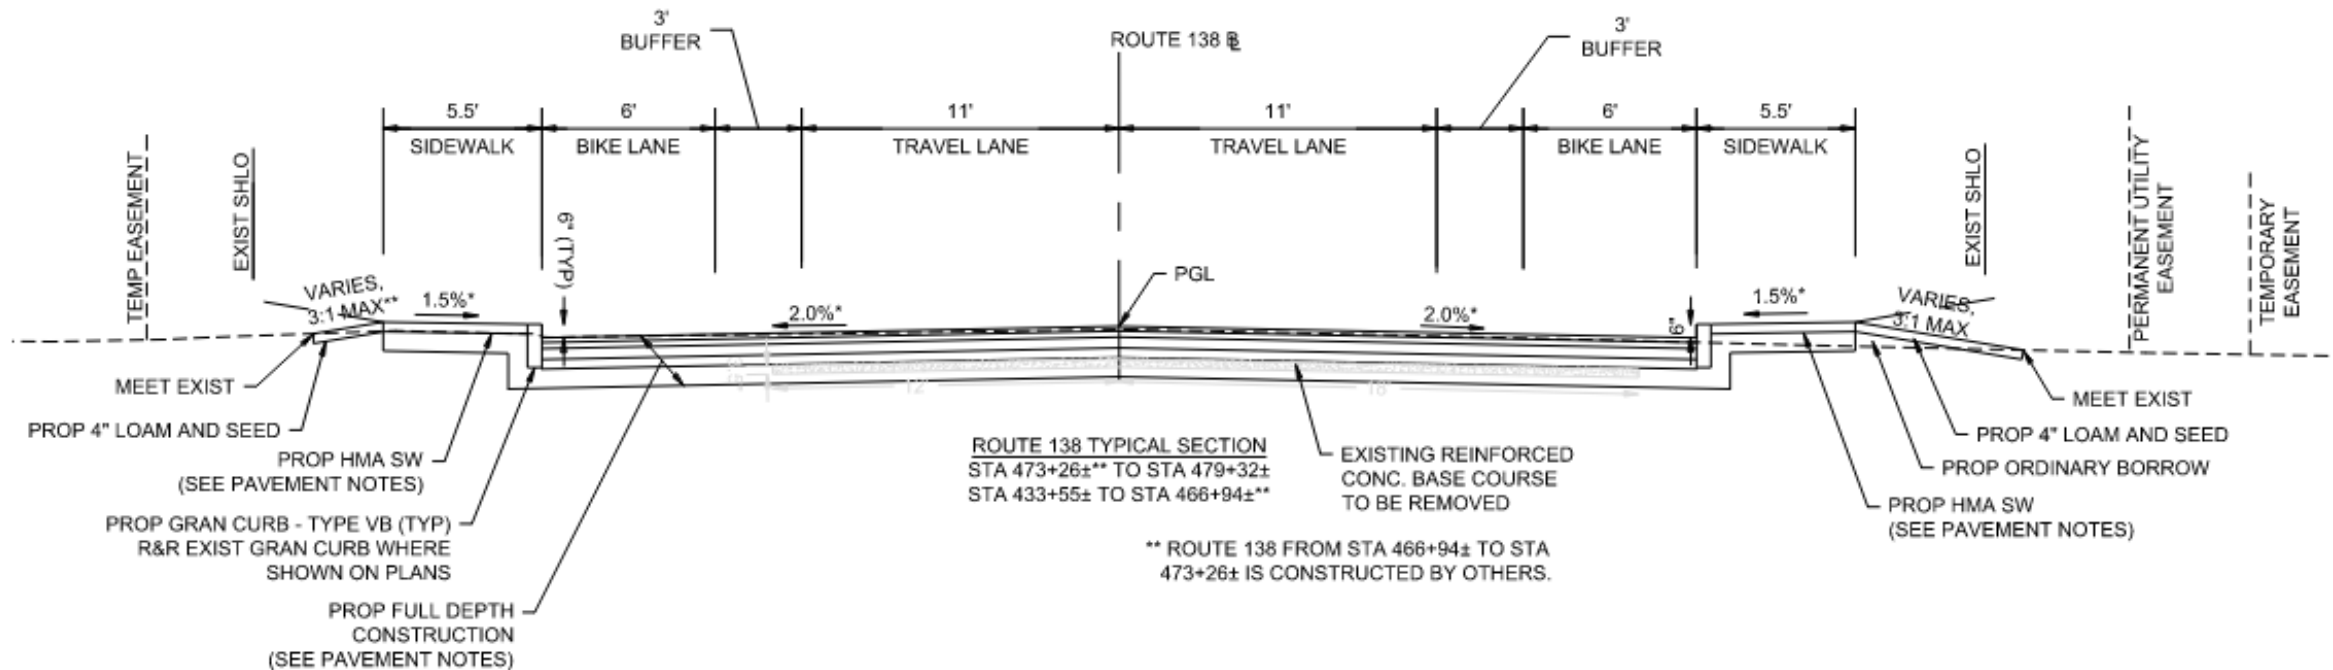 3'
BUFFER
ROUTE 138 ℄
3'
BUFFER
5.5'
6'
11'
11'
6'
5.5'
SIDEWALK
BIKE LANE
TRAVEL LANE
TRAVEL LANE
BIKE LANE
SIDEWALK
TEMP EASEMENT
EXIST SHLO
6" (TYP)
EXIST SHLO
PERMANENT UTILITY
EASEMENT
TEMPORARY
EASEMENT
PGL
VARIES,
3:1 MAX**
1.5%*
2.0%*
2.0%*
6"
1.5%*
VARIES,
3:1 MAX
12'
18'
MEET EXIST
PROP 4" LOAM AND SEED
PROP HMA SW
(SEE PAVEMENT NOTES)
PROP GRAN CURB - TYPE VB (TYP)
R&R EXIST GRAN CURB WHERE
SHOWN ON PLANS
PROP FULL DEPTH
CONSTRUCTION
(SEE PAVEMENT NOTES)
ROUTE 138 TYPICAL SECTION
STA 473+26±** TO STA 479+32±
STA 433+55± TO STA 466+94±**
EXISTING REINFORCED
CONC. BASE COURSE
TO BE REMOVED
** ROUTE 138 FROM STA 466+94± TO STA
473+26± IS CONSTRUCTED BY OTHERS.
MEET EXIST
PROP 4" LOAM AND SEED
PROP ORDINARY BORROW
PROP HMA SW
(SEE PAVEMENT NOTES)